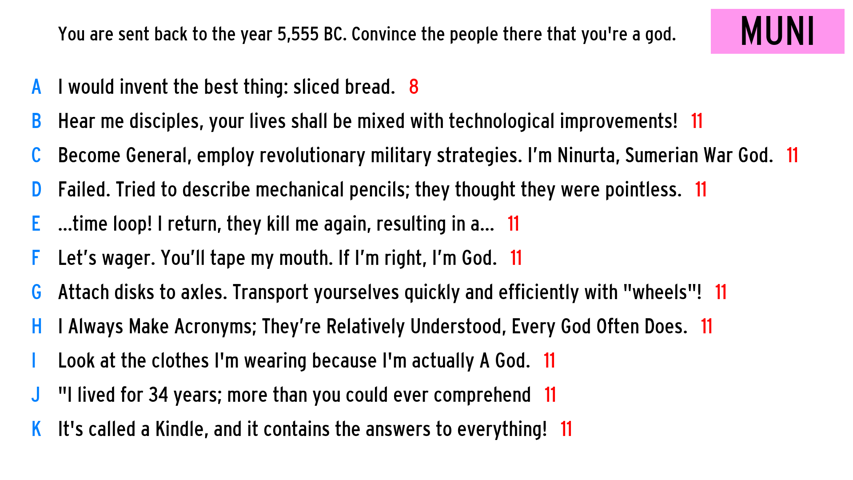 You are sent back to the year 5,555 BC. Convince the people there that you're a god.
MUNI
A I would invent the best thing: sliced bread. 8
B Hear me disciples, your lives shall be mixed with technological improvements! 11
C Become General, employ revolutionary military strategies. I’m Ninurta, Sumerian War God. 11
D Failed. Tried to describe mechanical pencils; they thought they were pointless. 11
E ...time loop! I return, they kill me again, resulting in a... 11
F Let’s wager. You’ll tape my mouth. If I’m right, I’m God. 11
G Attach disks to axles. Transport yourselves quickly and efficiently with "wheels"! 11
H I Always Make Acronyms; They’re Relatively Understood, Every God Often Does. 11
I Look at the clothes I'm wearing because I'm actually A God. 11
J "I lived for 34 years; more than you could ever comprehend 11
K It's called a Kindle, and it contains the answers to everything! 11